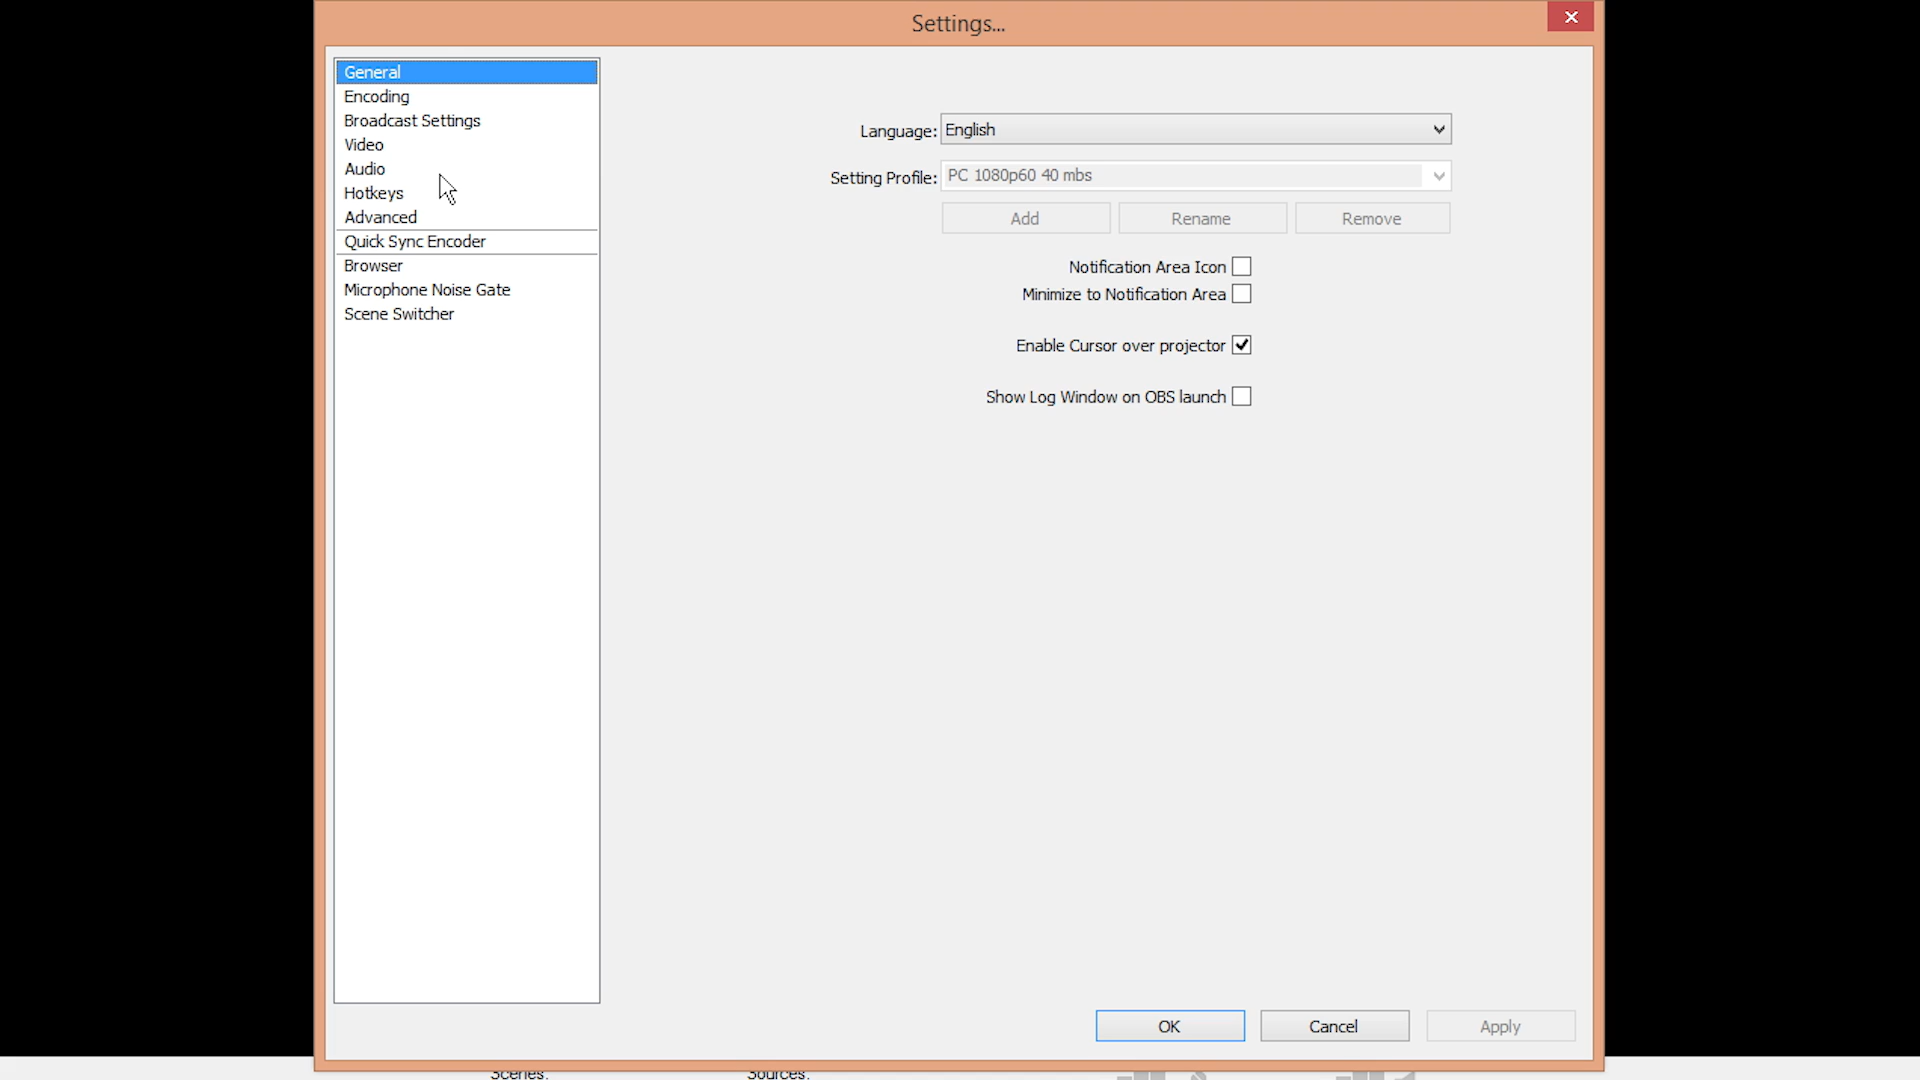 Settings...
General
Encoding
Broadcast Settings
Video
Audio
Hotkeys
Advanced
Quick Sync Encoder
Browser
Microphone Noise Gate
Scene Switcher
Language: English
Setting Profile: PC 1080p60 40 mbs
Add Rename Remove
Notification Area Icon
Minimize to Notification Area
Enable Cursor over projector
Show Log Window on OBS launch
OK Cancel Apply
Scenes: Sources: